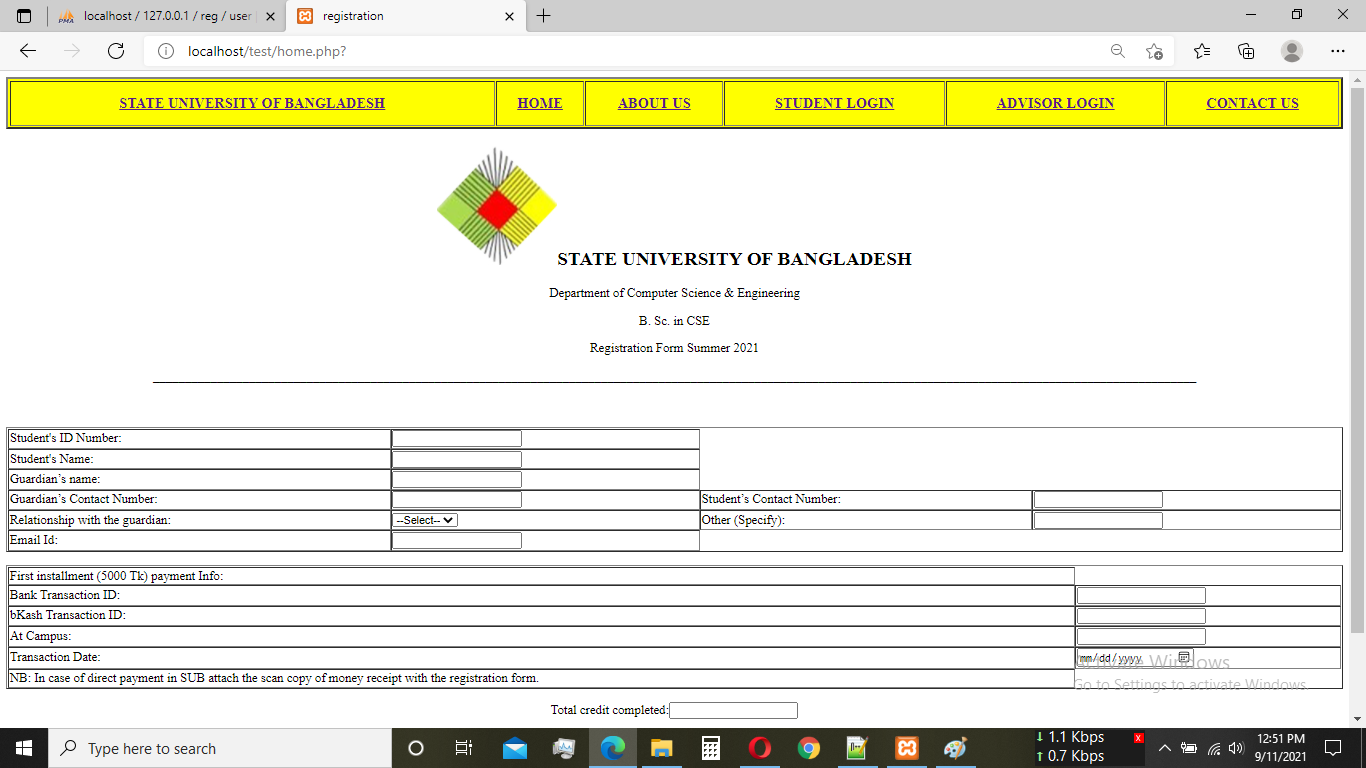 PMA localhost / 127.0.0.1 / reg / user registration
localhost/test/home.php?
STATE UNIVERSITY OF BANGLADESH HOME ABOUT US STUDENT LOGIN ADVISOR LOGIN CONTACT US
STATE UNIVERSITY OF BANGLADESH
Department of Computer Science & Engineering
B. Sc. in CSE
Registration Form Summer 2021
Student's ID Number:
Student's Name:
Guardian’s name:
Guardian’s Contact Number: Student’s Contact Number:
Relationship with the guardian: --Select-- Other (Specify):
Email Id:
First installment (5000 Tk) payment Info:
Bank Transaction ID:
bKash Transaction ID:
At Campus:
Transaction Date: mm/dd/yyyy
Activate Windows
NB: In case of direct payment in SUB attach the scan copy of money receipt with the registration form.
Go to Settings to activate Windows.
Total credit completed:
Type here to search
1.1 Kbps X
0.7 Kbps
12:51 PM
9/11/2021